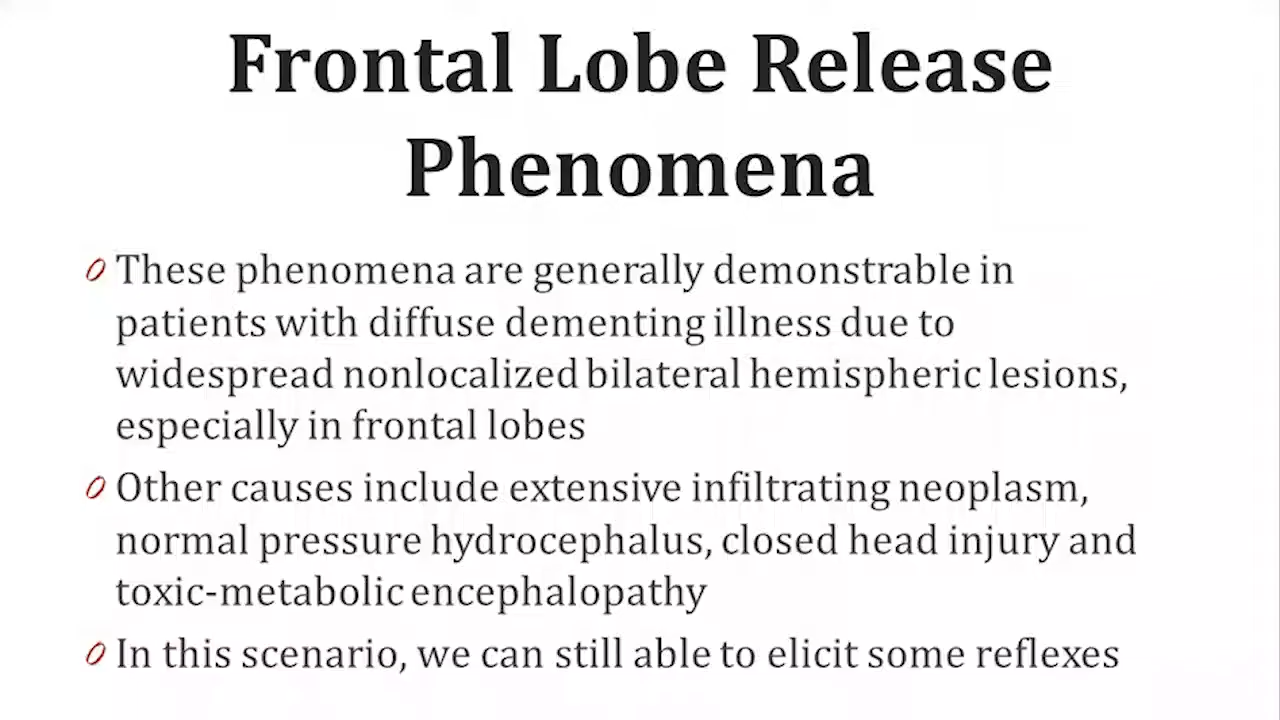 Frontal Lobe Release
Phenomena
These phenomena are generally demonstrable in
patients with diffuse dementing illness due to
widespread nonlocalized bilateral hemispheric lesions,
especially in frontal lobes
Other causes include extensive infiltrating neoplasm,
normal pressure hydrocephalus, closed head injury and
toxic-metabolic encephalopathy
In this scenario, we can still able to elicit some reflexes